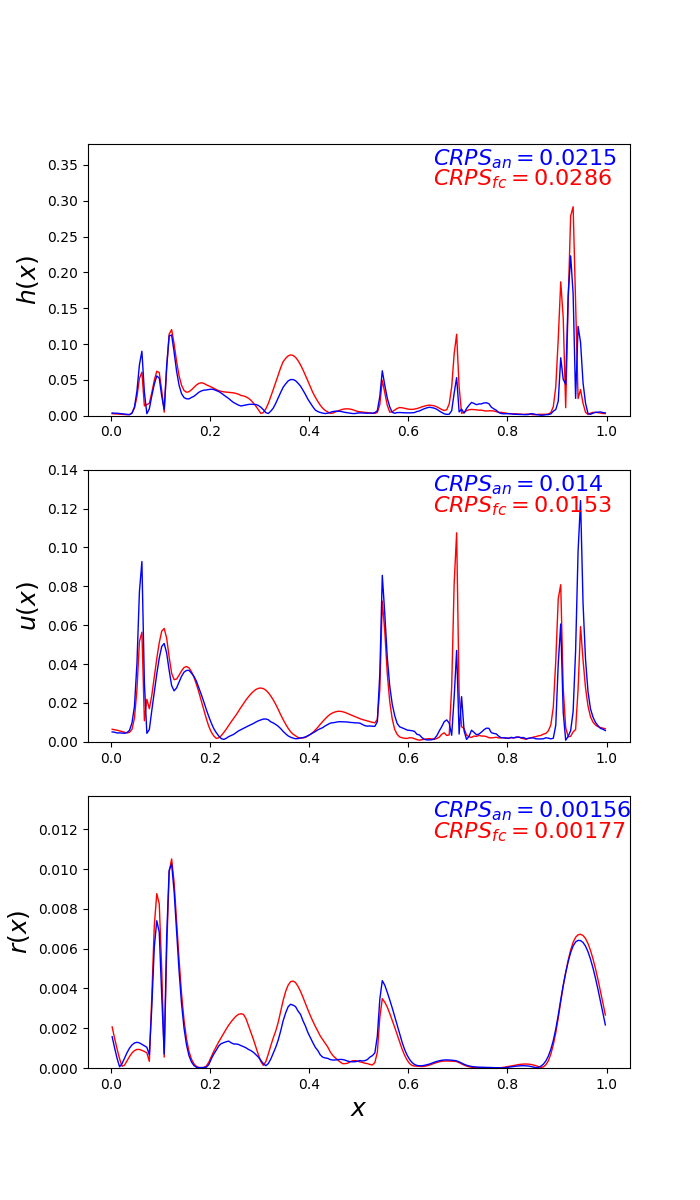 CRPS_an = 0.0215
CRPS_fc = 0.0286
0.35
0.30
0.25
0.20
0.15
0.10
0.05
0.00
h(x)
0.0 0.2 0.4 0.6 0.8 1.0
CRPS_an = 0.014
CRPS_fc = 0.0153
0.14
0.12
0.10
0.08
0.06
0.04
0.02
0.00
u(x)
0.0 0.2 0.4 0.6 0.8 1.0
CRPS_an = 0.00156
CRPS_fc = 0.00177
0.012
0.010
0.008
0.006
0.004
0.002
0.000
r(x)
0.0 0.2 0.4 0.6 0.8 1.0
x